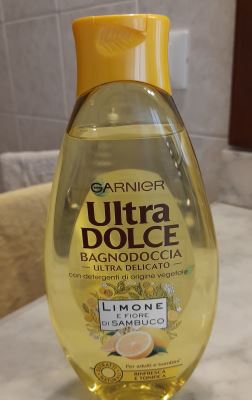 GARNIER
Ultra
DOLCE
BAGNODOCCIA
ULTRA DELICATO
con detergenti di origine vegetale
LIMONE
E FIORE
DI SAMBUCO
Per adulti e bambini
RINFRESCA
E TONIFICA